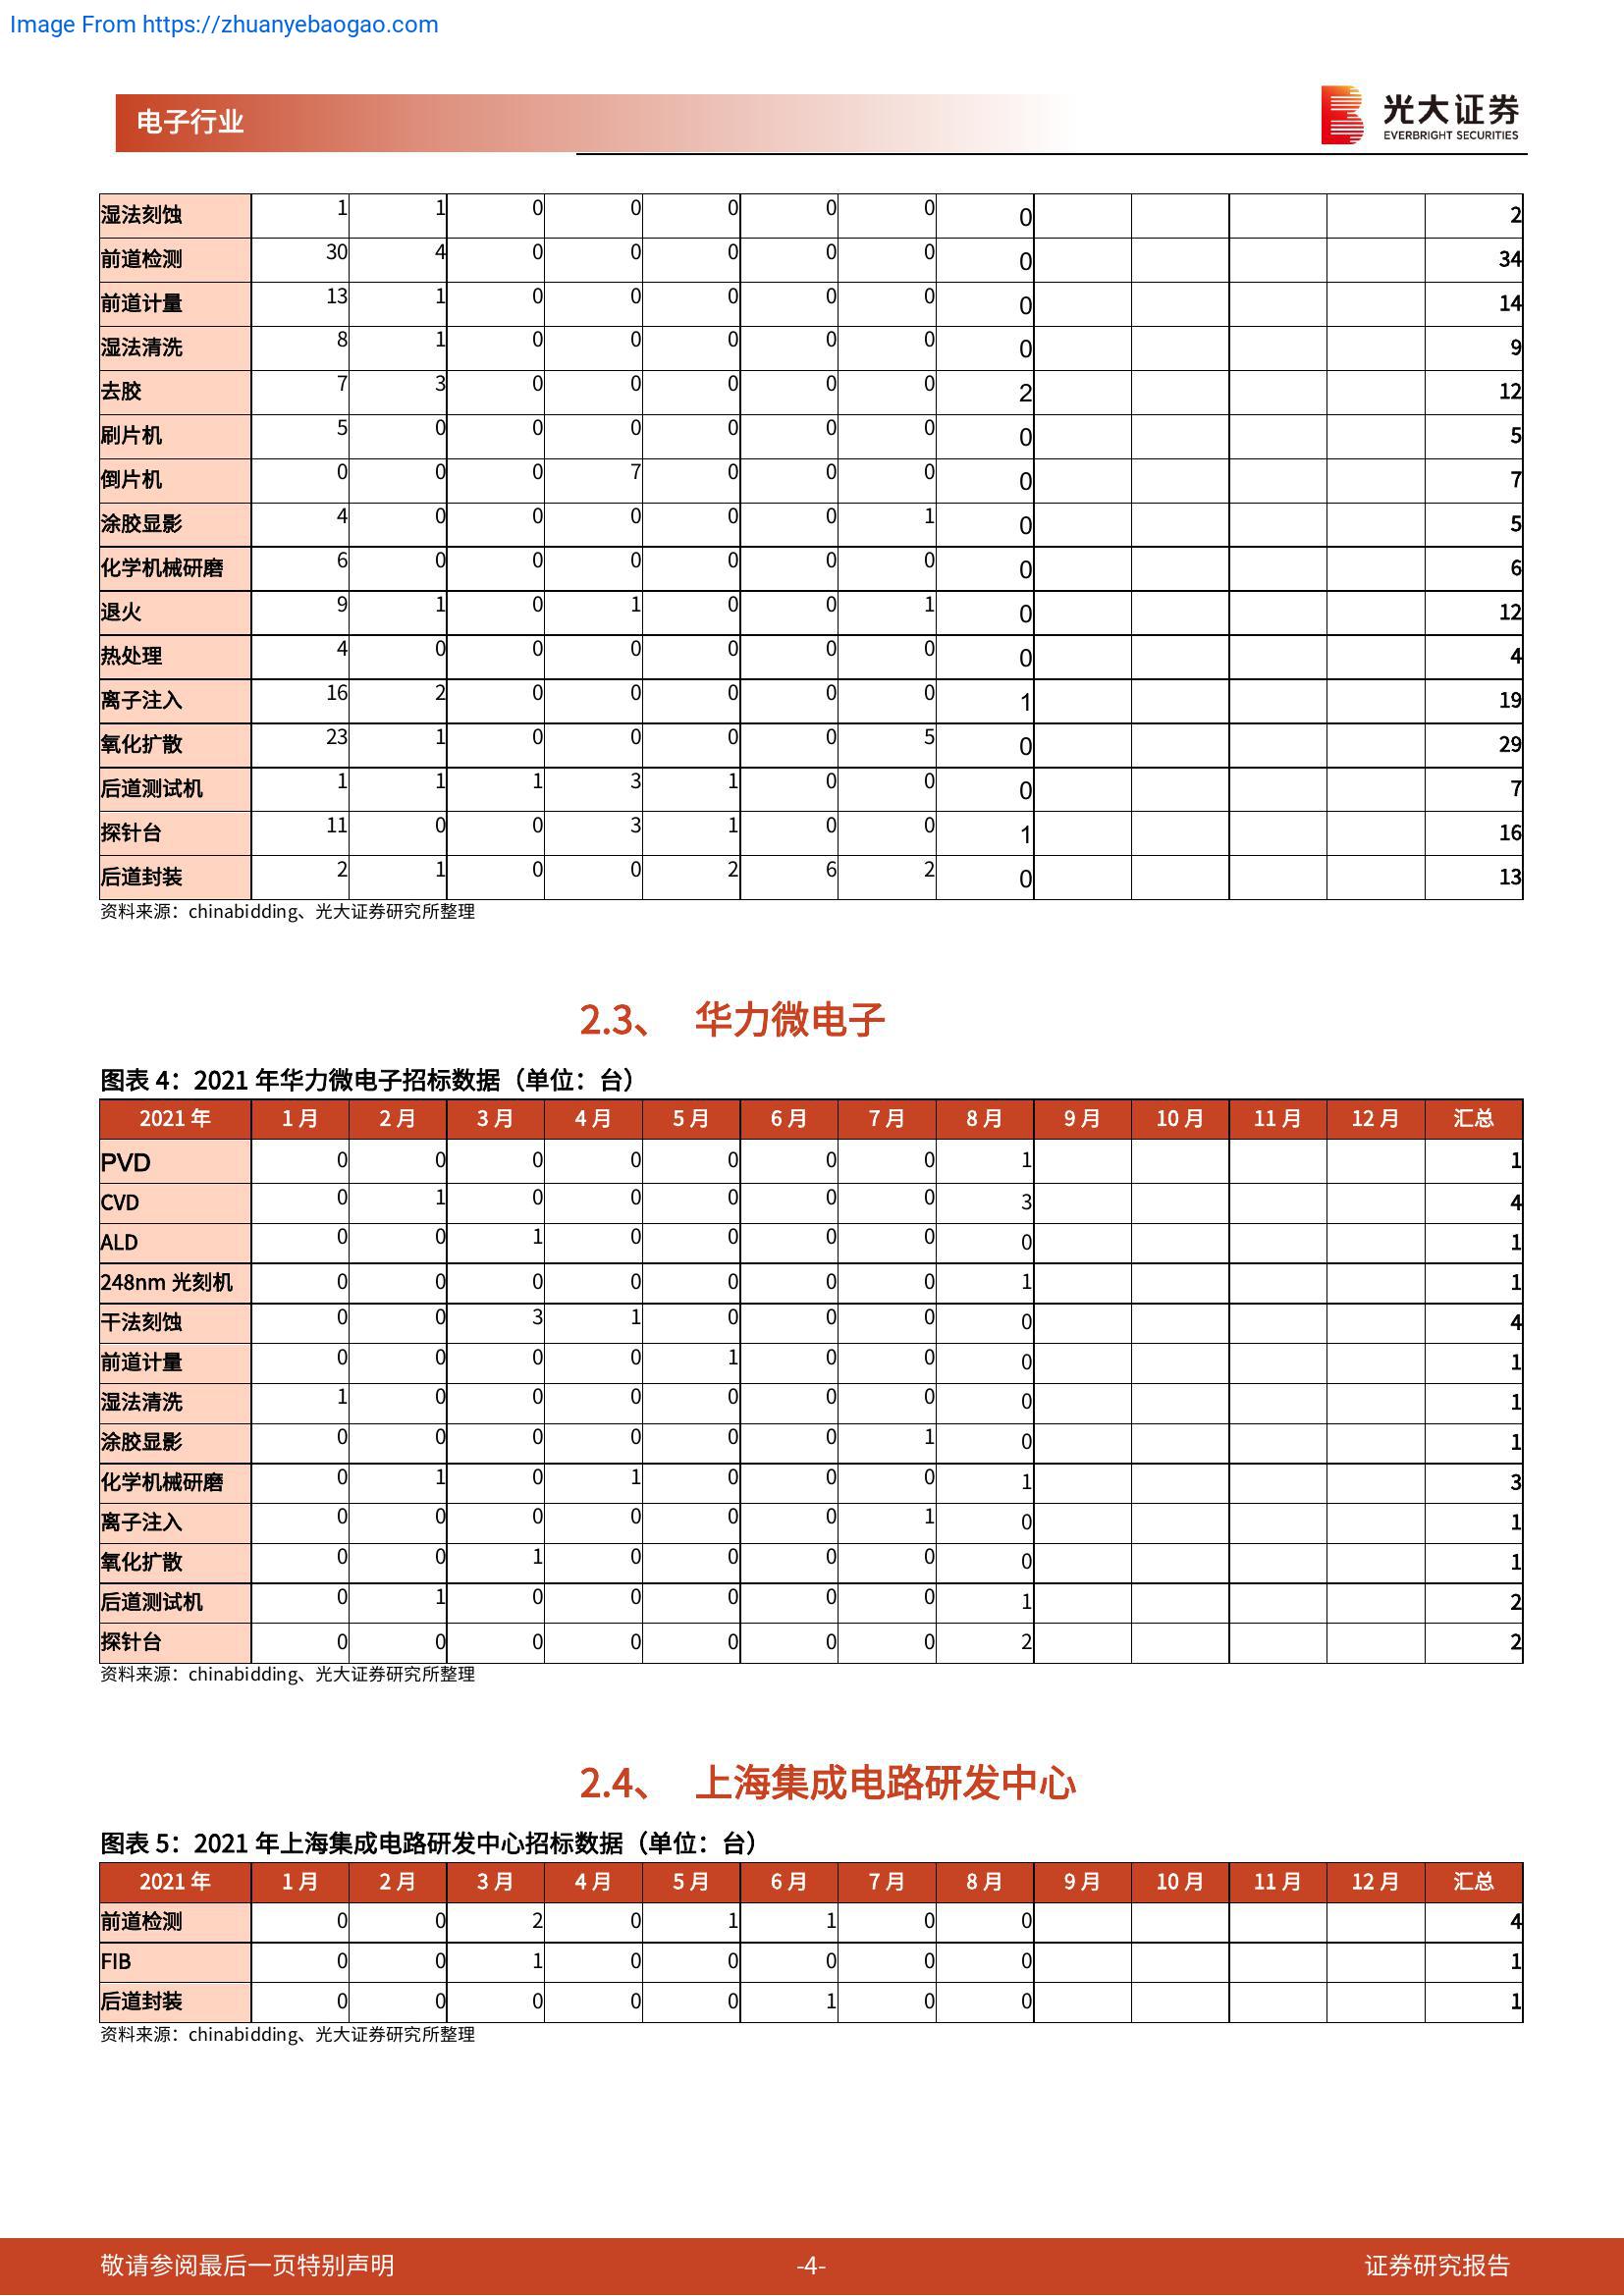 Image From https://zhuanyebaogao.com
电子行业
光大证券
EVERBRIGHT SECURITIES
湿法刻蚀 1 1 0 0 0 0 0 0 2
前道检测 30 4 0 0 0 0 0 0 34
前道计量 13 1 0 0 0 0 0 0 14
湿法清洗 8 1 0 0 0 0 0 0 9
去胶 7 3 0 0 0 0 0 2 12
刷片机 5 0 0 0 0 0 0 0 5
倒片机 0 0 0 7 0 0 0 0 7
涂胶显影 4 0 0 0 0 0 1 0 5
化学机械研磨 6 0 0 0 0 0 0 0 6
退火 9 1 0 1 0 0 1 0 12
热处理 4 0 0 0 0 0 0 0 4
离子注入 16 2 0 0 0 0 0 1 19
氧化扩散 23 1 0 0 0 0 5 0 29
后道测试机 1 1 1 3 1 0 0 0 7
探针台 11 0 0 3 1 0 0 1 16
后道封装 2 1 0 0 2 6 2 0 13
资料来源：chinabidding、光大证券研究所整理
2.3、 华力微电子
图表 4：2021 年华力微电子招标数据（单位：台）
2021 年 1 月 2 月 3 月 4 月 5 月 6 月 7 月 8 月 9 月 10 月 11 月 12 月 汇总
PVD 0 0 0 0 0 0 0 1 1
CVD 0 1 0 0 0 0 0 3 4
ALD 0 0 1 0 0 0 0 0 1
248nm 光刻机 0 0 0 0 0 0 0 1 1
干法刻蚀 0 0 3 1 0 0 0 0 4
前道计量 0 0 0 0 1 0 0 0 1
湿法清洗 1 0 0 0 0 0 0 0 1
涂胶显影 0 0 0 0 0 0 1 0 1
化学机械研磨 0 1 0 1 0 0 0 1 3
离子注入 0 0 0 0 0 0 1 0 1
氧化扩散 0 0 1 0 0 0 0 0 1
后道测试机 0 1 0 0 0 0 0 1 2
探针台 0 0 0 0 0 0 0 2 2
资料来源：chinabidding、光大证券研究所整理
2.4、 上海集成电路研发中心
图表 5：2021 年上海集成电路研发中心招标数据（单位：台）
2021 年 1 月 2 月 3 月 4 月 5 月 6 月 7 月 8 月 9 月 10 月 11 月 12 月 汇总
前道检测 0 0 2 0 1 1 0 0 4
FIB 0 0 1 0 0 0 0 0 1
后道封装 0 0 0 0 0 1 0 0 1
资料来源：chinabidding、光大证券研究所整理
敬请参阅最后一页特别声明 -4- 证券研究报告